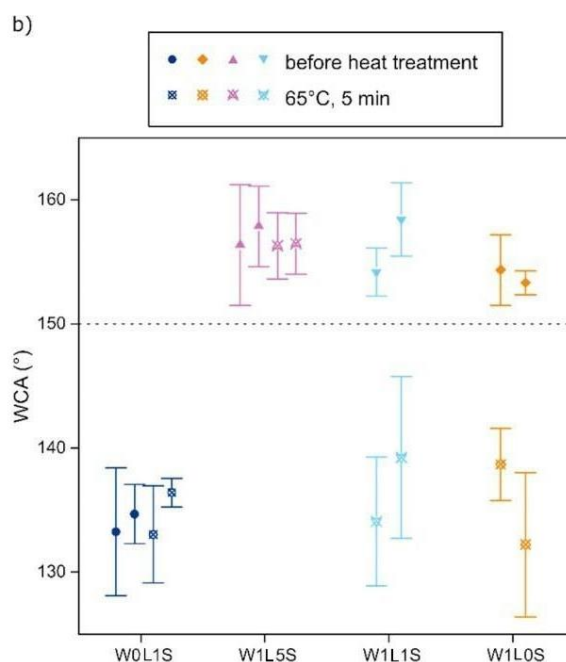 b)
before heat treatment
65°C, 5 min
160
150
WCA (°)
140
130
W0L1S
W1L5S
W1L1S
W1L0S